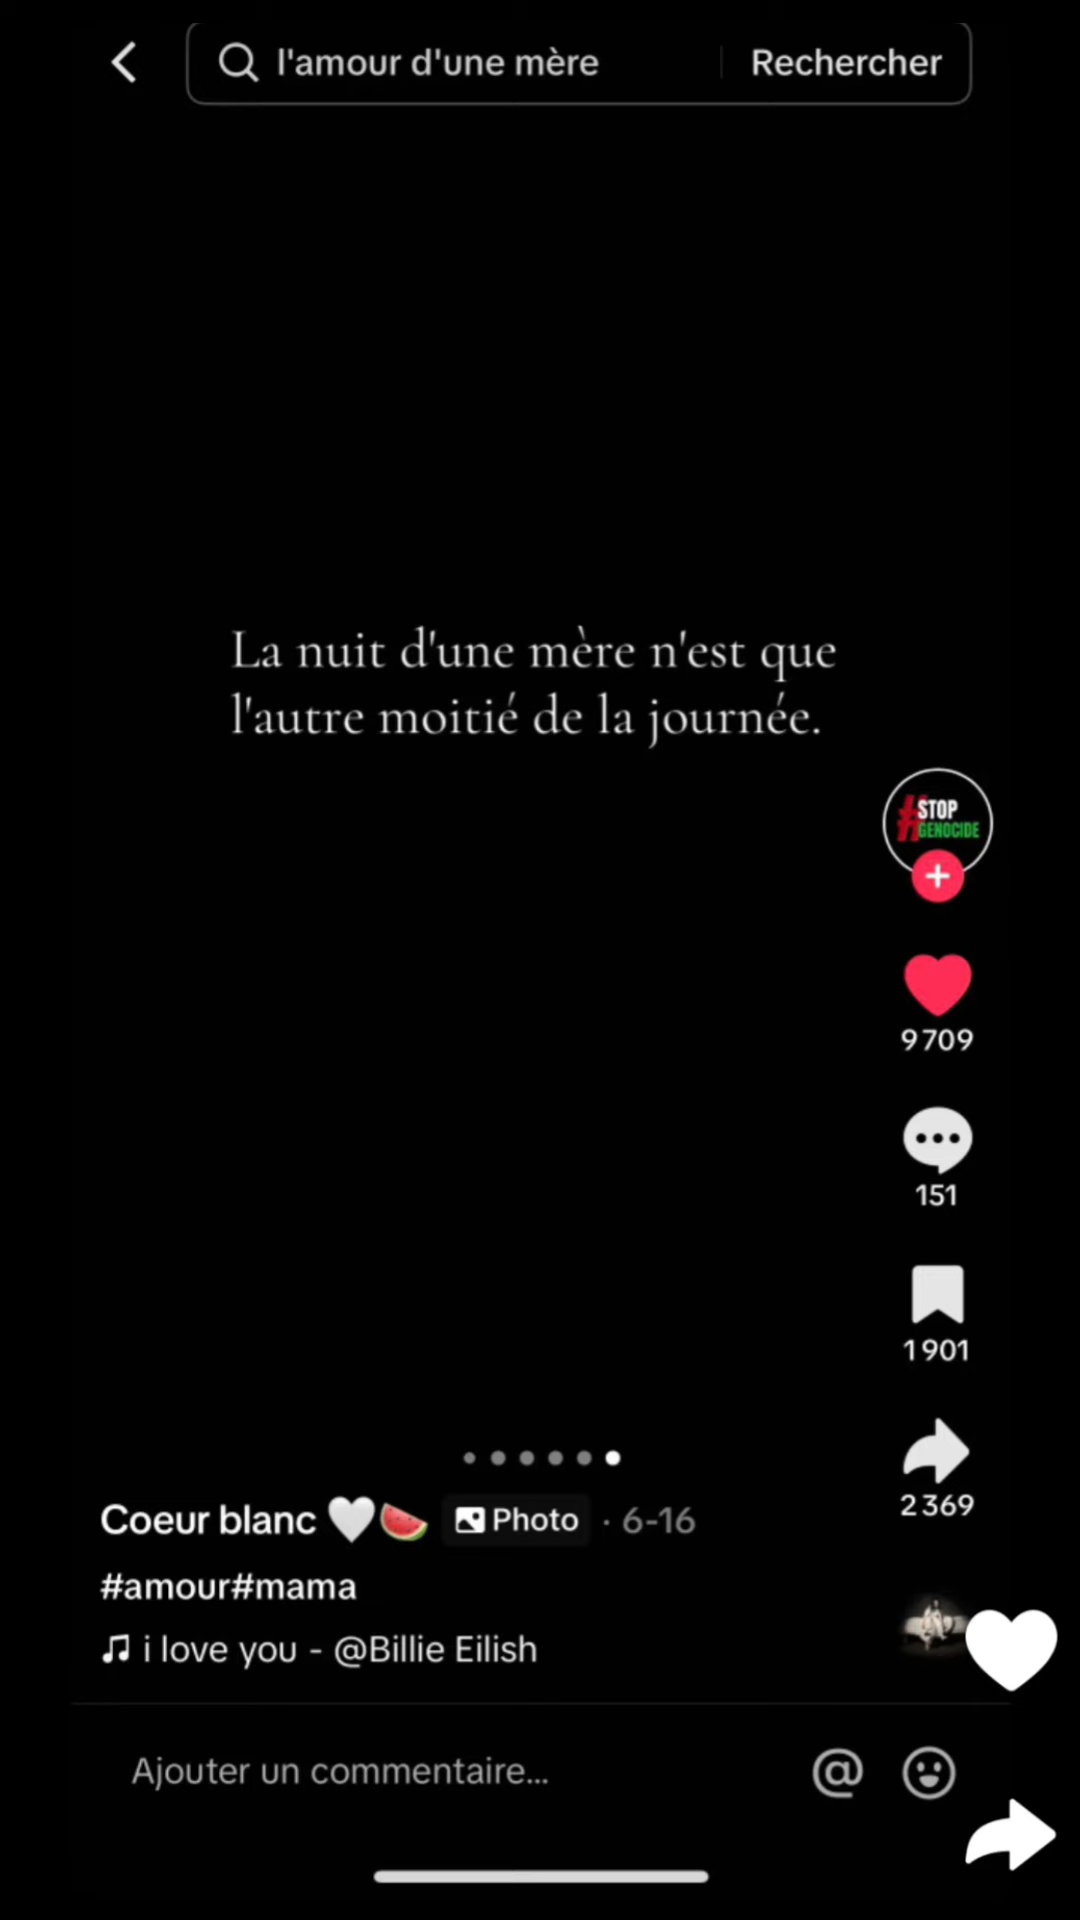 l'amour d'une mère
Rechercher
La nuit d'une mère n'est que
l'autre moitié de la journée.
#STOP
GENOCIDE
9709
151
1901
2369
Coeur blanc 🤍🍉 Photo · 6-16
#amour#mama
i love you - @Billie Eilish
Ajouter un commentaire...